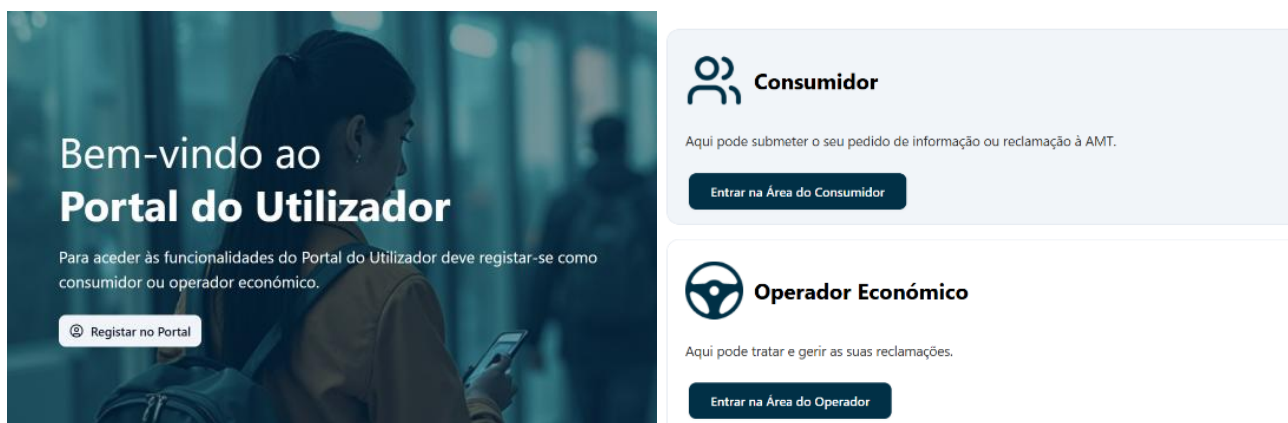 Bem-vindo ao
Portal do Utilizador
Para aceder às funcionalidades do Portal do Utilizador deve registar-se como
consumidor ou operador económico.
Registar no Portal
Consumidor
Aqui pode submeter o seu pedido de informação ou reclamação à AMT.
Entrar na Área do Consumidor
Operador Económico
Aqui pode tratar e gerir as suas reclamações.
Entrar na Área do Operador